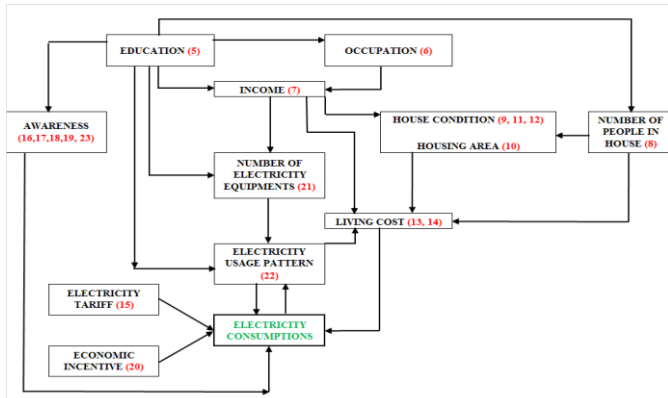 EDUCATION (5)
OCCUPATION (6)
INCOME (7)
AWARENESS
(16,17,18,19, 23)
HOUSE CONDITION (9, 11, 12)
HOUSING AREA (10)
NUMBER OF
PEOPLE IN
HOUSE (8)
NUMBER OF
ELECTRICITY
EQUIPMENTS (21)
LIVING COST (13, 14)
ELECTRICITY
USAGE PATTERN
(22)
ELECTRICITY
TARIFF (15)
ELECTRICITY
CONSUMPTIONS
ECONOMIC
INCENTIVE (20)